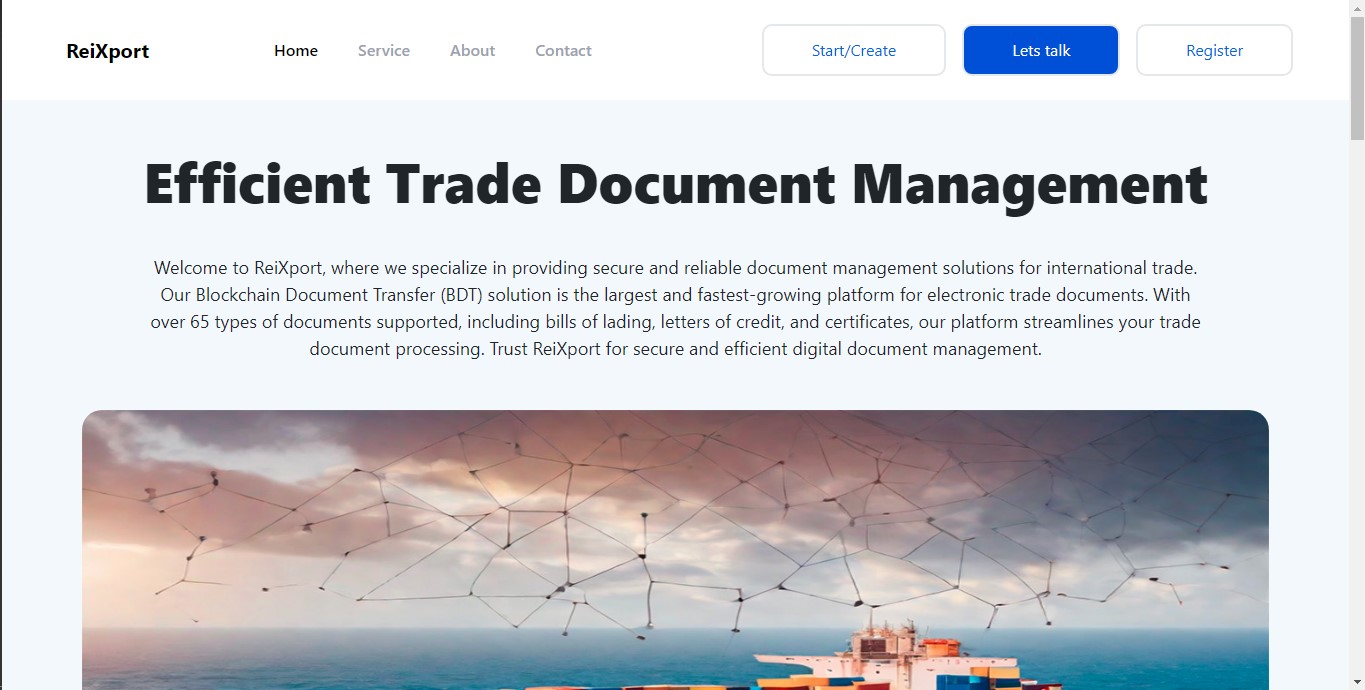 ReiXport
Home
Service
About
Contact
Start/Create
Lets talk
Register
Efficient Trade Document Management
Welcome to ReiXport, where we specialize in providing secure and reliable document management solutions for international trade.
Our Blockchain Document Transfer (BDT) solution is the largest and fastest-growing platform for electronic trade documents. With
over 65 types of documents supported, including bills of lading, letters of credit, and certificates, our platform streamlines your trade
document processing. Trust ReiXport for secure and efficient digital document management.